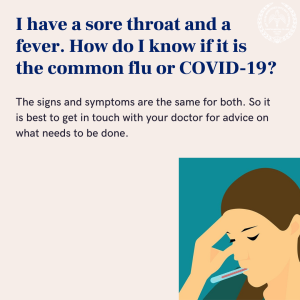 I have a sore throat and a
fever. How do I know if it is
the common flu or COVID-19?
The signs and symptoms are the same for both. So it
is best to get in touch with your doctor for advice on
what needs to be done.